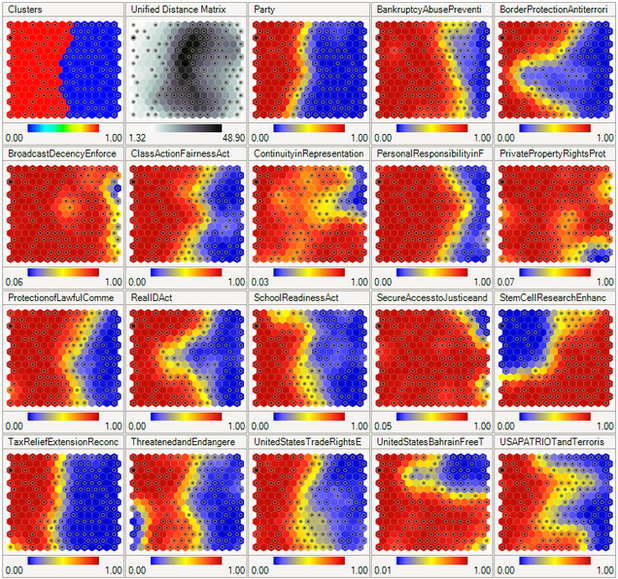 Clusters Unified Distance Matrix Party BankruptcyAbusePreventi BorderProtectionAntiterrori
0.00 1.00 1.32 48.90 0.00 1.00 0.00 1.00 0.00 1.00
BroadcastDecencyEnforce ClassActionFairnessAct ContinuityinRepresentation PersonalResponsibilityinF PrivatePropertyRightsProt
0.06 1.00 0.00 1.00 0.03 1.00 0.00 1.00 0.07 1.00
ProtectionofLawfulComme RealIDAct SchoolReadinessAct SecureAccesstoJusticeand StemCellResearchEnhanc
0.00 1.00 0.00 1.00 0.00 1.00 0.05 1.00 0.00 1.00
TaxReliefExtensionReconc ThreatenedandEndangere UnitedStatesTradeRightsE UnitedStatesBahrainFreeT USAPATRIOTandTerroris
0.00 1.00 0.00 1.00 0.00 1.00 0.01 1.00 0.00 1.00